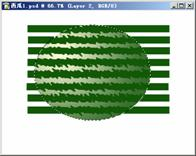 西瓜1.psd @ 66.7% (Layer 2, RGB/8)